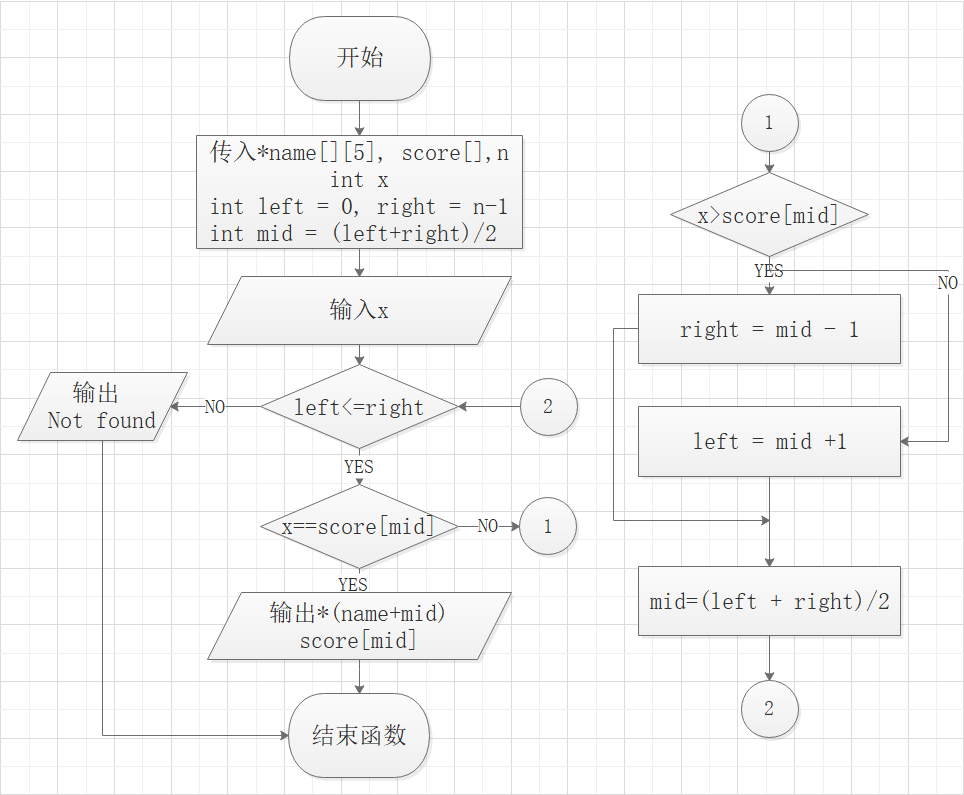 开始
传入*name[][5], score[],n
int x
int left = 0, right = n-1
int mid = (left+right)/2
输入x
left<=right
NO
输出
Not found
2
YES
x==score[mid]
NO
1
YES
输出*(name+mid)
score[mid]
结束函数
1
x>score[mid]
YES
NO
right = mid - 1
left = mid +1
mid=(left + right)/2
2